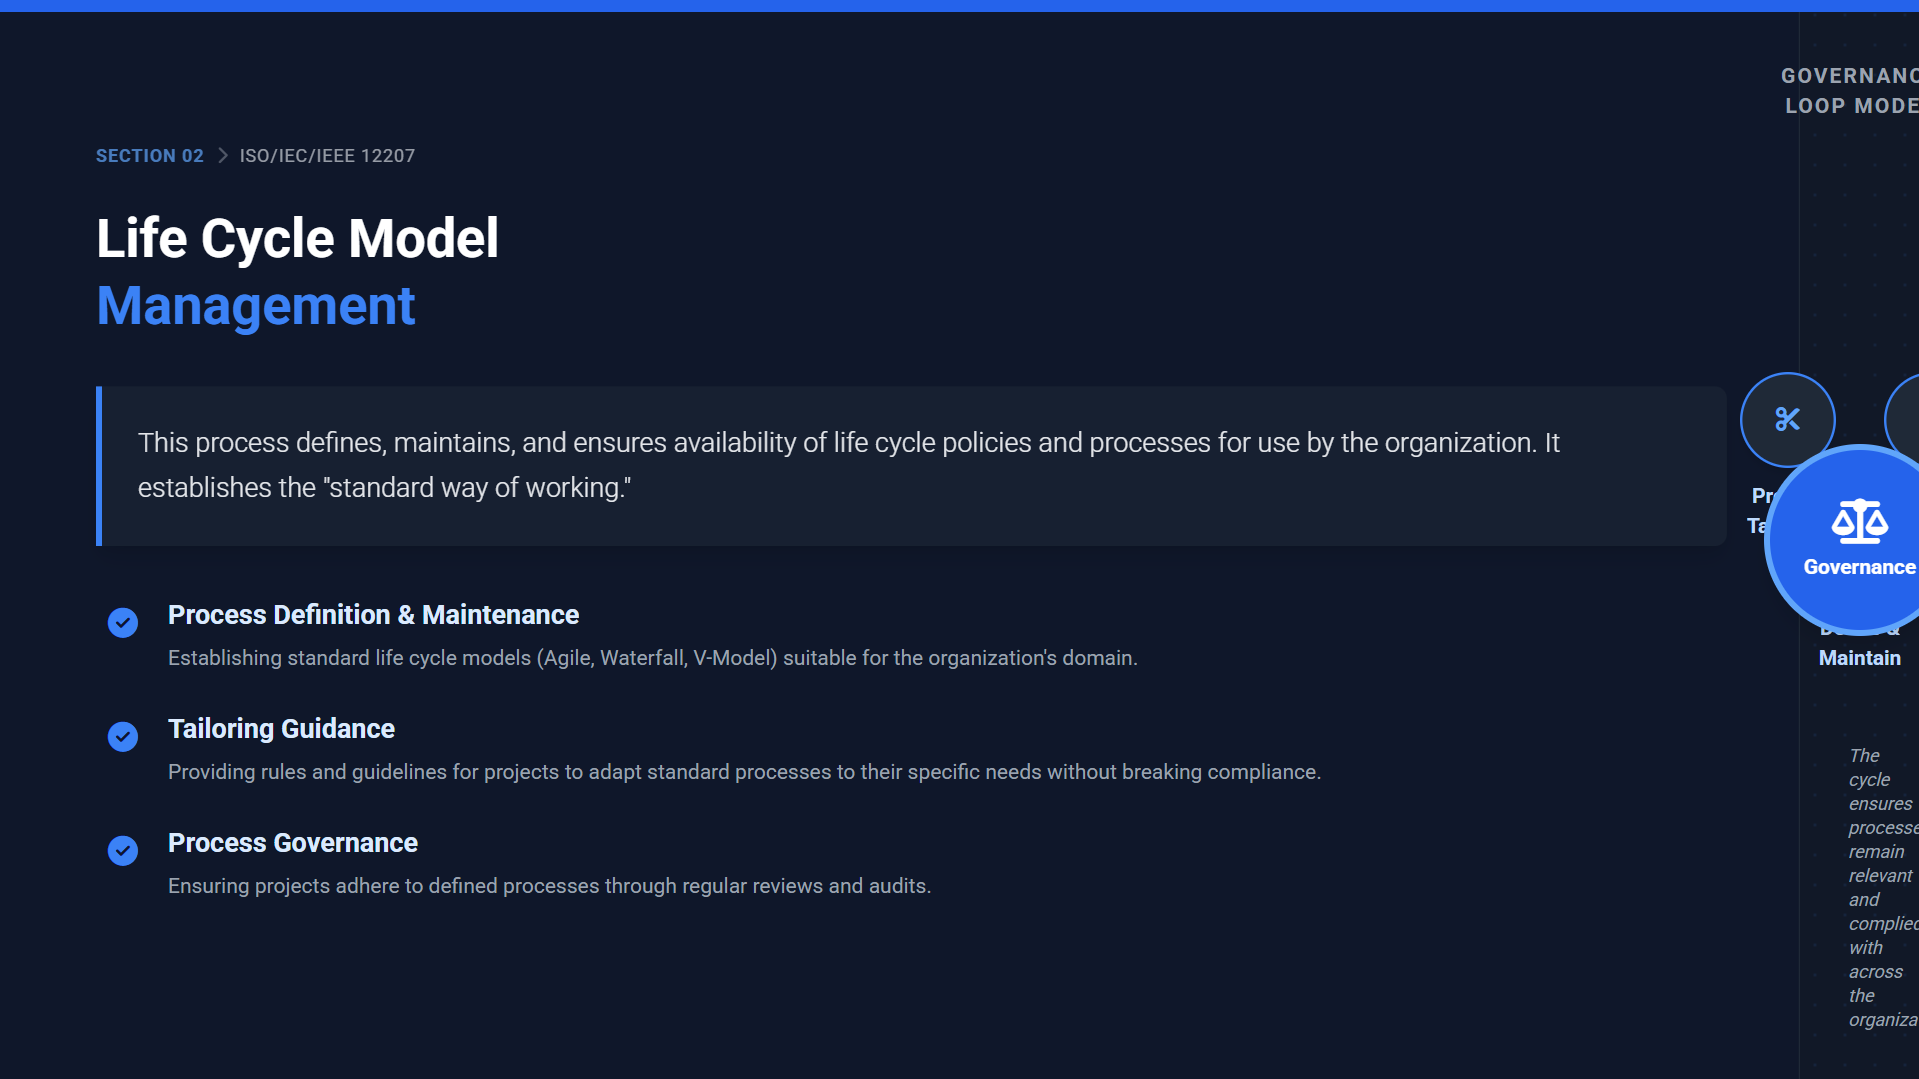 SECTION 02 > ISO/IEC/IEEE 12207
Life Cycle Model
Management
This process defines, maintains, and ensures availability of life cycle policies and processes for use by the organization. It
establishes the "standard way of working."
Process Definition & Maintenance
Establishing standard life cycle models (Agile, Waterfall, V-Model) suitable for the organization's domain.
Tailoring Guidance
Providing rules and guidelines for projects to adapt standard processes to their specific needs without breaking compliance.
Process Governance
Ensuring projects adhere to defined processes through regular reviews and audits.
GOVERNANC
LOOP MODE
Governance
Maintain
The
cycle
ensures
processe
remain
relevant
and
complied
with
across
the
organiza